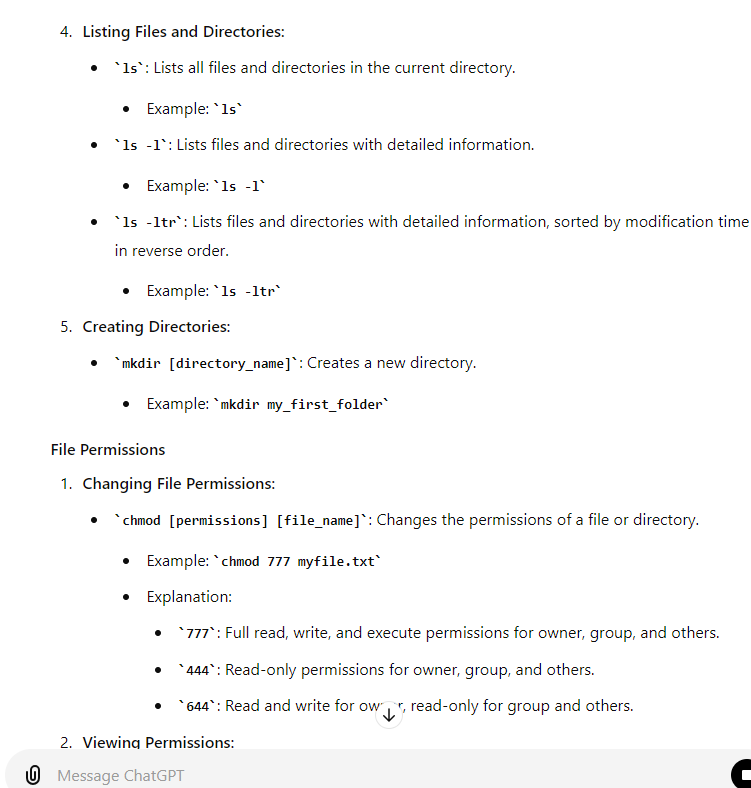 4. Listing Files and Directories:
• `ls`: Lists all files and directories in the current directory.
• Example: `ls`
• `ls -l`: Lists files and directories with detailed information.
• Example: `ls -l`
• `ls -ltr`: Lists files and directories with detailed information, sorted by modification time
in reverse order.
• Example: `ls -ltr`
5. Creating Directories:
• `mkdir [directory_name]`: Creates a new directory.
• Example: `mkdir my_first_folder`
File Permissions
1. Changing File Permissions:
• `chmod [permissions] [file_name]`: Changes the permissions of a file or directory.
• Example: `chmod 777 myfile.txt`
• Explanation:
• `777`: Full read, write, and execute permissions for owner, group, and others.
• `444`: Read-only permissions for owner, group, and others.
• `644`: Read and write for owner, read-only for group and others.
2. Viewing Permissions:
Message ChatGPT